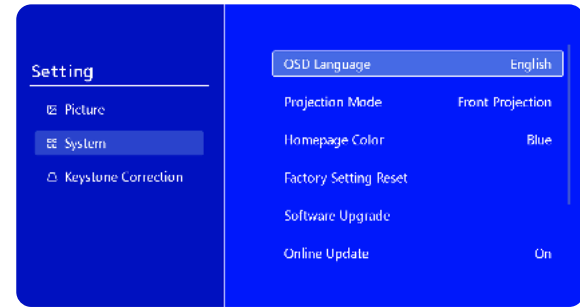 Setting
Picture
System
Keystone Correction
OSD Language English
Projection Mode Front Projection
Homepage Color Blue
Factory Setting Reset
Software Upgrade
Online Update On